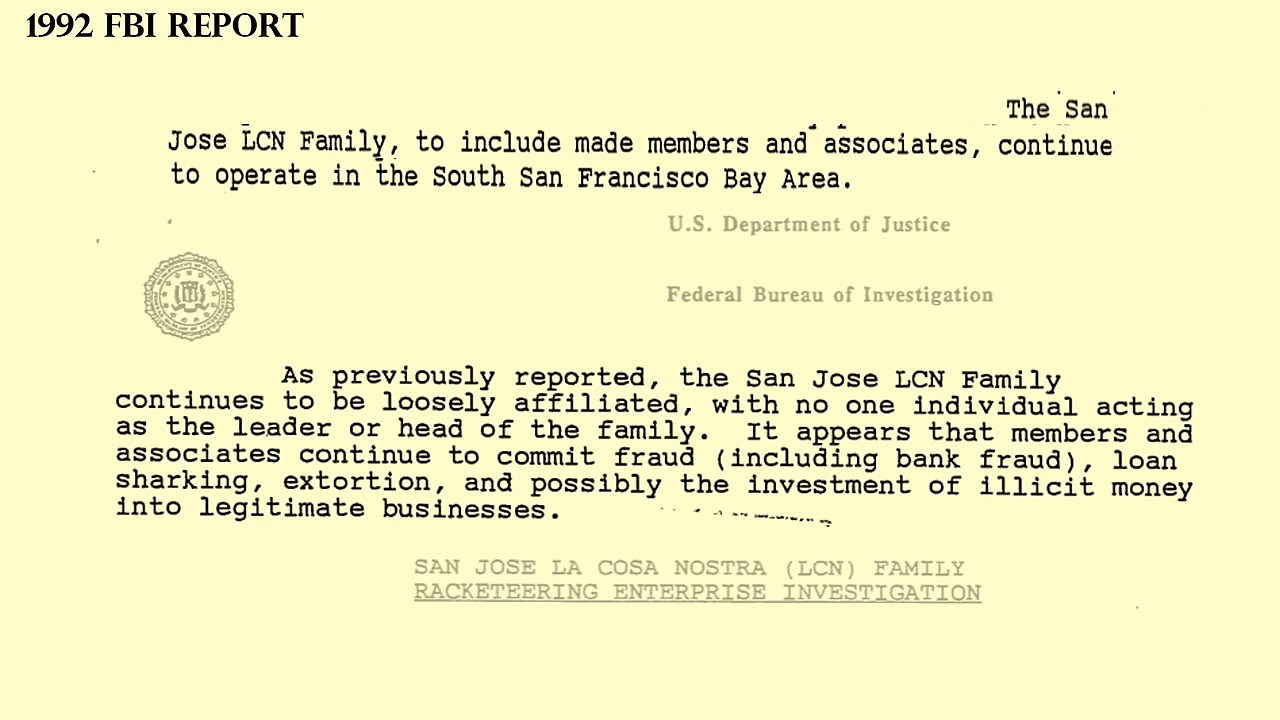 1992 FBI REPORT
The San
Jose LCN Family, to include made members and associates, continue
to operate in the South San Francisco Bay Area.
U.S. Department of Justice
Federal Bureau of Investigation
As previously reported, the San Jose LCN Family
continues to be loosely affiliated, with no one individual acting
as the leader or head of the family. It appears that members and
associates continue to commit fraud (including bank fraud), loan
sharking, extortion, and possibly the investment of illicit money
into legitimate businesses.
SAN JOSE LA COSA NOSTRA (LCN) FAMILY
RACKETEERING ENTERPRISE INVESTIGATION